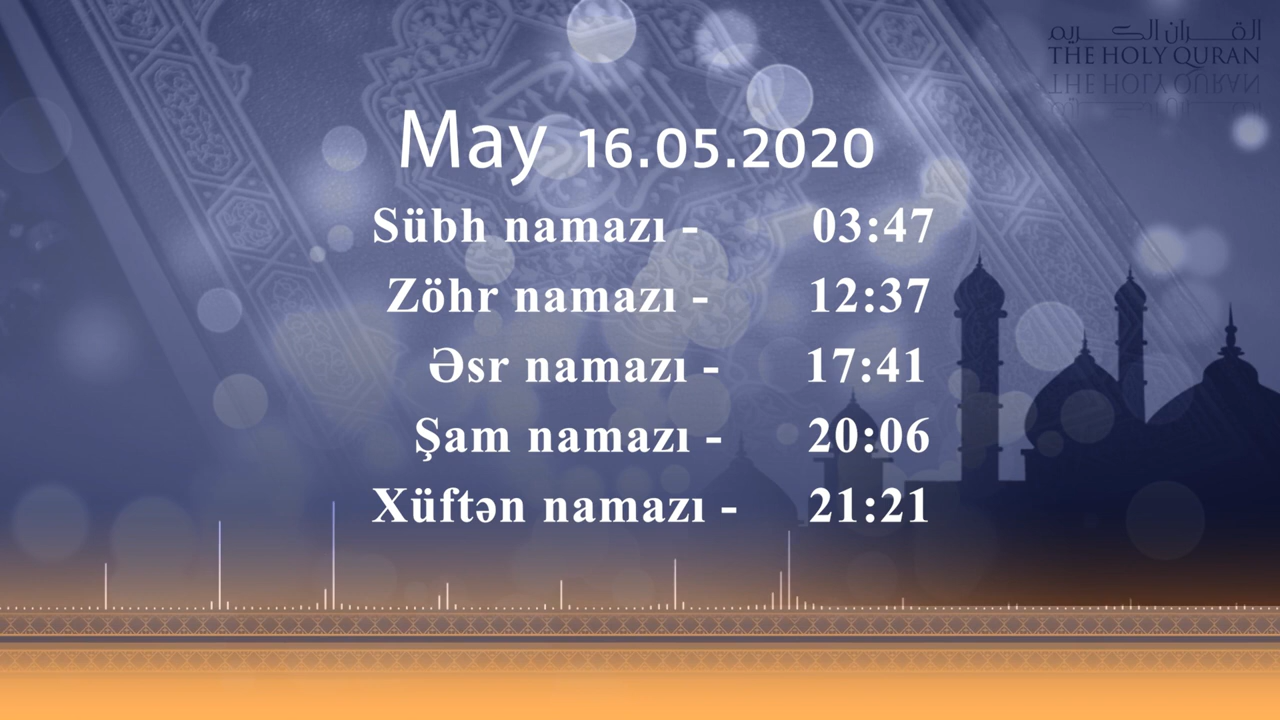 القرآن الكريم
THE HOLY QURAN
May 16.05.2020
Sübh namazı - 03:47
Zöhr namazı - 12:37
Əsr namazı - 17:41
Şam namazı - 20:06
Xüftən namazı - 21:21